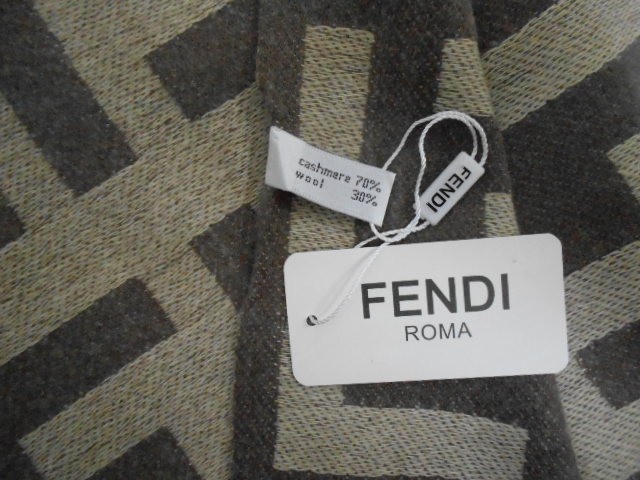 cashmere 70%
wool 30%
FENDI
FENDI
ROMA